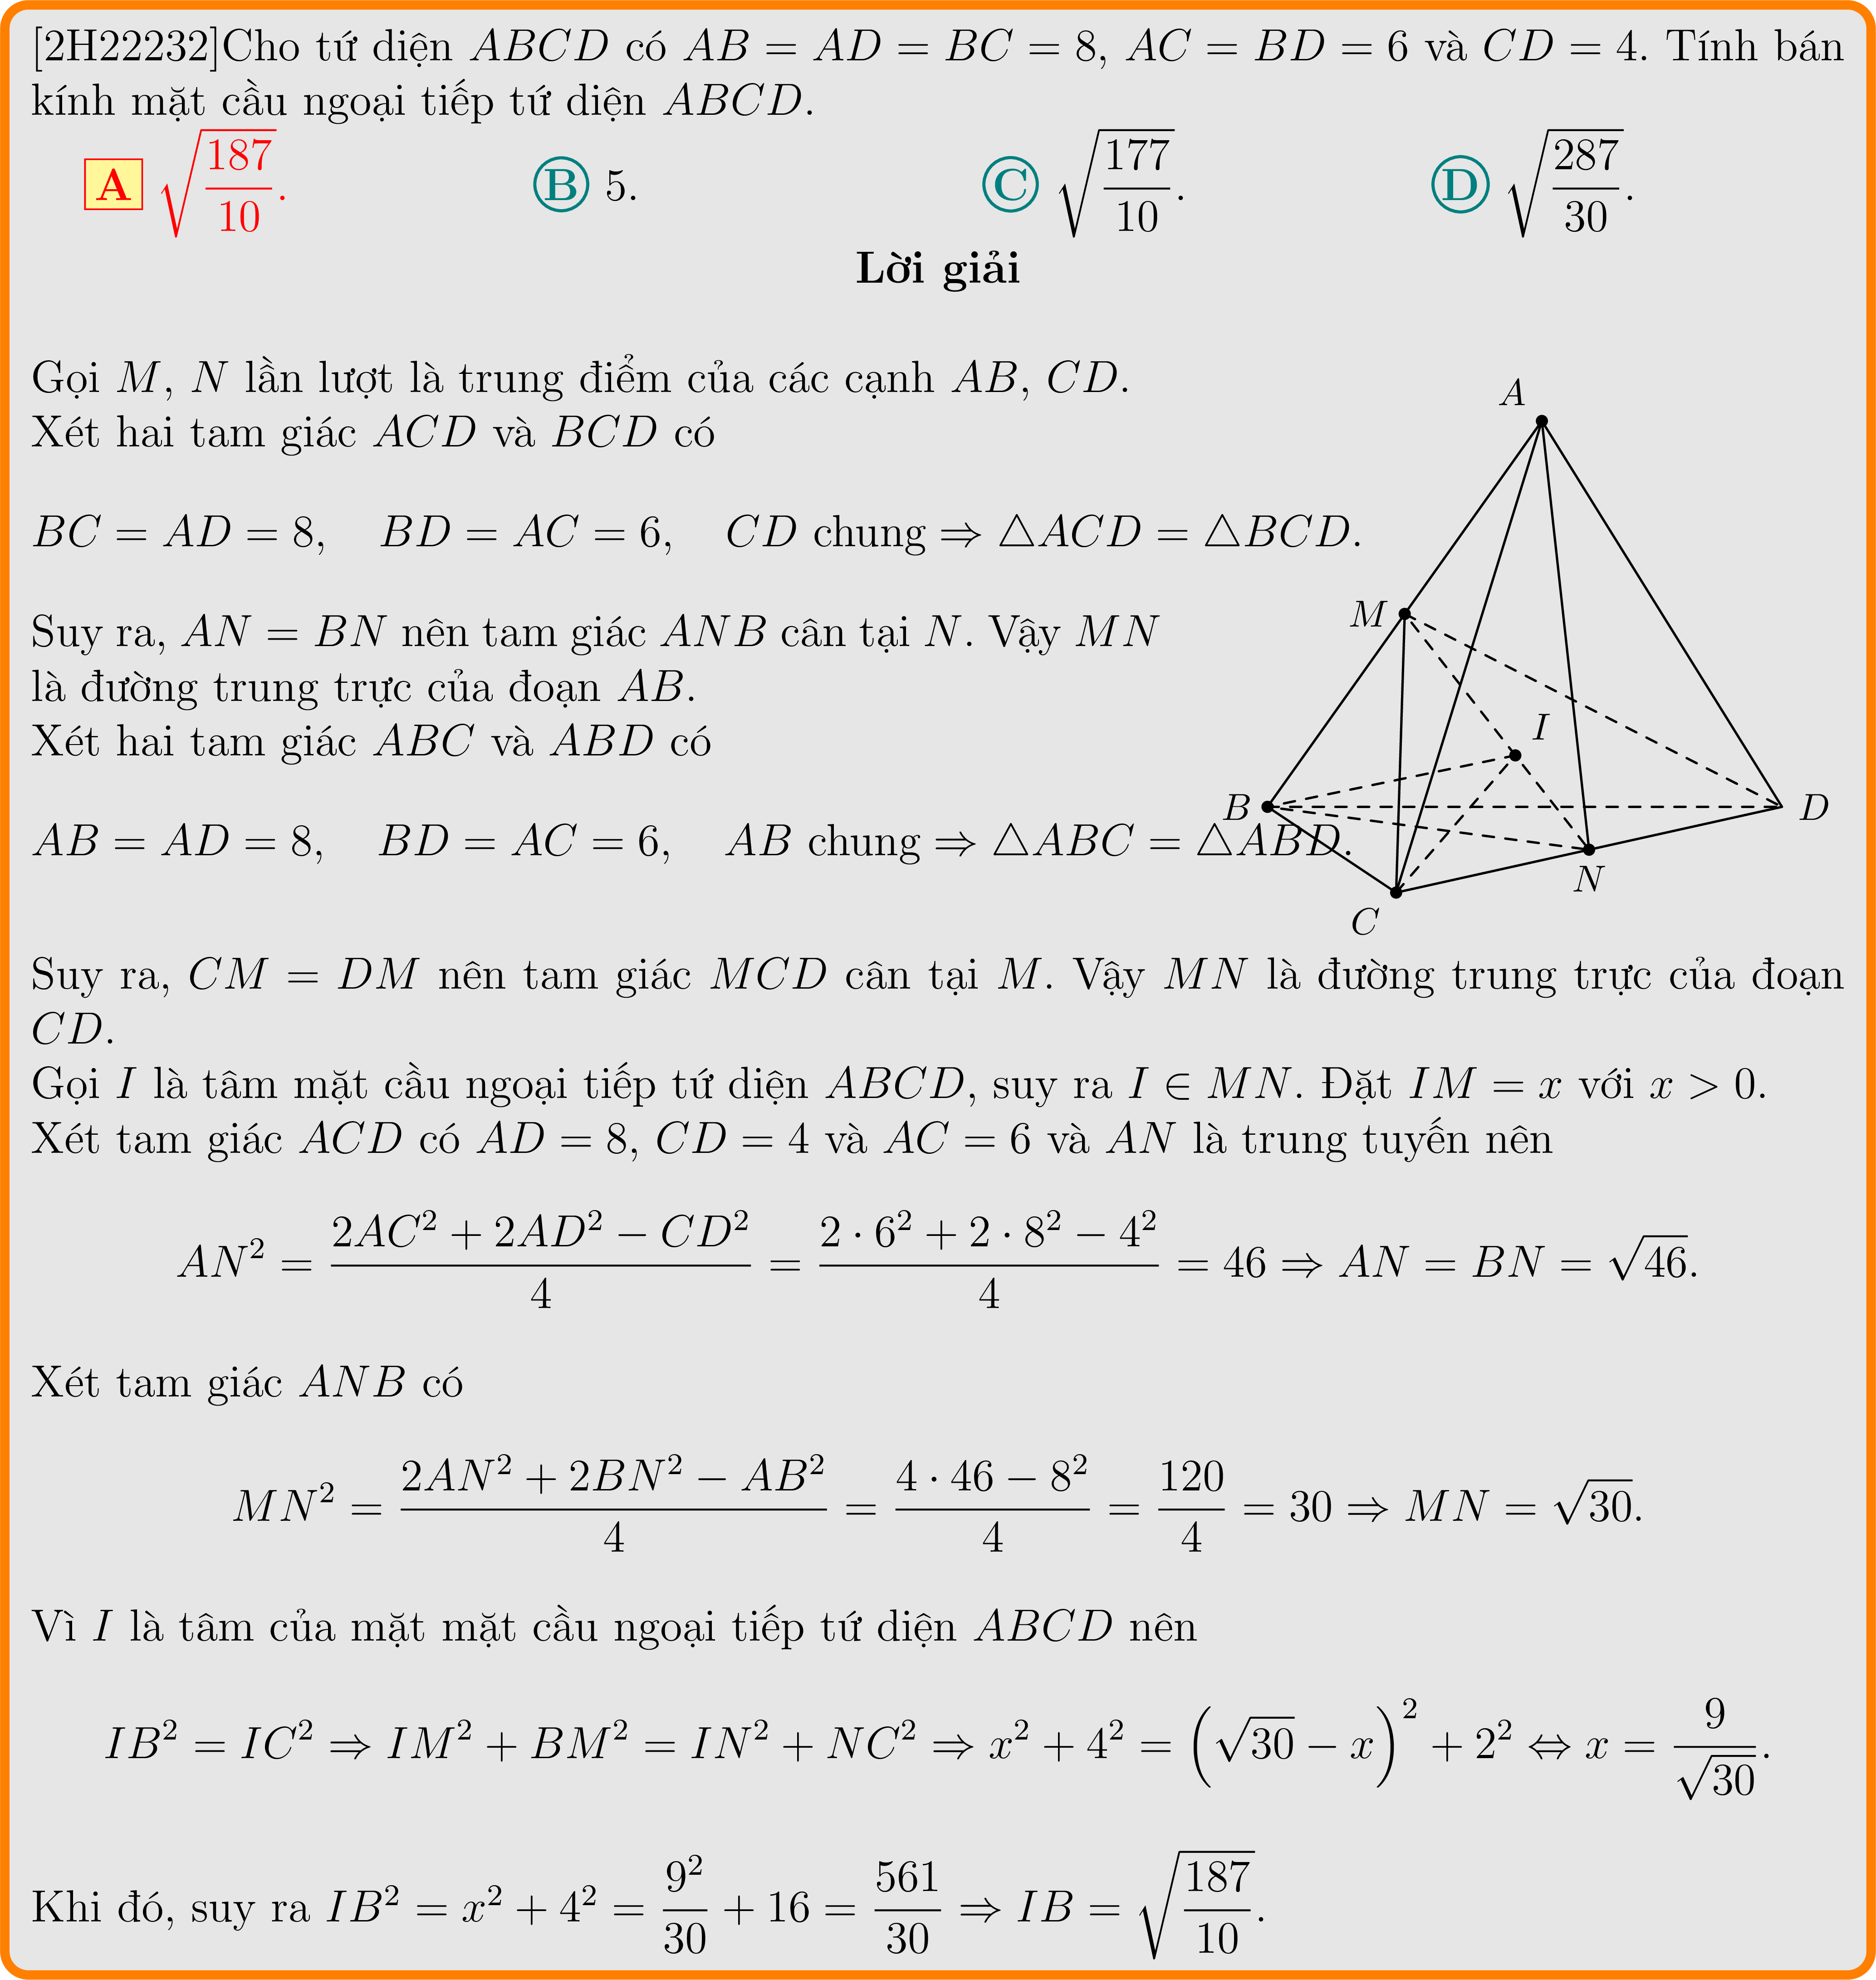 [2H22232]Cho tứ diện $ABCD$ có $AB = AD = BC = 8$, $AC = BD = 6$ và $CD = 4$. Tính bán
kính mặt cầu ngoại tiếp tứ diện $ABCD$.
A $\sqrt{\dfrac{187}{10}}$. B 5. C $\sqrt{\dfrac{177}{10}}$. D $\sqrt{\dfrac{287}{30}}$.
Lời giải
Gọi $M$, $N$ lần lượt là trung điểm của các cạnh $AB$, $CD$.
Xét hai tam giác $ACD$ và $BCD$ có
$BC = AD = 8, \quad BD = AC = 6, \quad CD$ chung $\Rightarrow \triangle ACD = \triangle BCD$.
Suy ra, $AN = BN$ nên tam giác $ANB$ cân tại $N$. Vậy $MN$
là đường trung trực của đoạn $AB$.
Xét hai tam giác $ABC$ và $ABD$ có
$AB = AD = 8, \quad BD = AC = 6, \quad AB$ chung $\Rightarrow \triangle ABC = \triangle ABD$.
A
M
I
B
D
N
C
Suy ra, $CM = DM$ nên tam giác $MCD$ cân tại $M$. Vậy $MN$ là đường trung trực của đoạn
$CD$.
Gọi $I$ là tâm mặt cầu ngoại tiếp tứ diện $ABCD$, suy ra $I \in MN$. Đặt $IM = x$ với $x > 0$.
Xét tam giác $ACD$ có $AD = 8$, $CD = 4$ và $AC = 6$ và $AN$ là trung tuyến nên
$AN^2 = \dfrac{2AC^2 + 2AD^2 - CD^2}{4} = \dfrac{2 \cdot 6^2 + 2 \cdot 8^2 - 4^2}{4} = 46 \Rightarrow AN = BN = \sqrt{46}.$
Xét tam giác $ANB$ có
$MN^2 = \dfrac{2AN^2 + 2BN^2 - AB^2}{4} = \dfrac{4 \cdot 46 - 8^2}{4} = \dfrac{120}{4} = 30 \Rightarrow MN = \sqrt{30}.$
Vì $I$ là tâm của mặt mặt cầu ngoại tiếp tứ diện $ABCD$ nên
$IB^2 = IC^2 \Rightarrow IM^2 + BM^2 = IN^2 + NC^2 \Rightarrow x^2 + 4^2 = \left(\sqrt{30} - x\right)^2 + 2^2 \Leftrightarrow x = \dfrac{9}{\sqrt{30}}.$
Khi đó, suy ra $IB^2 = x^2 + 4^2 = \dfrac{9^2}{30} + 16 = \dfrac{561}{30} \Rightarrow IB = \sqrt{\dfrac{187}{10}}.$